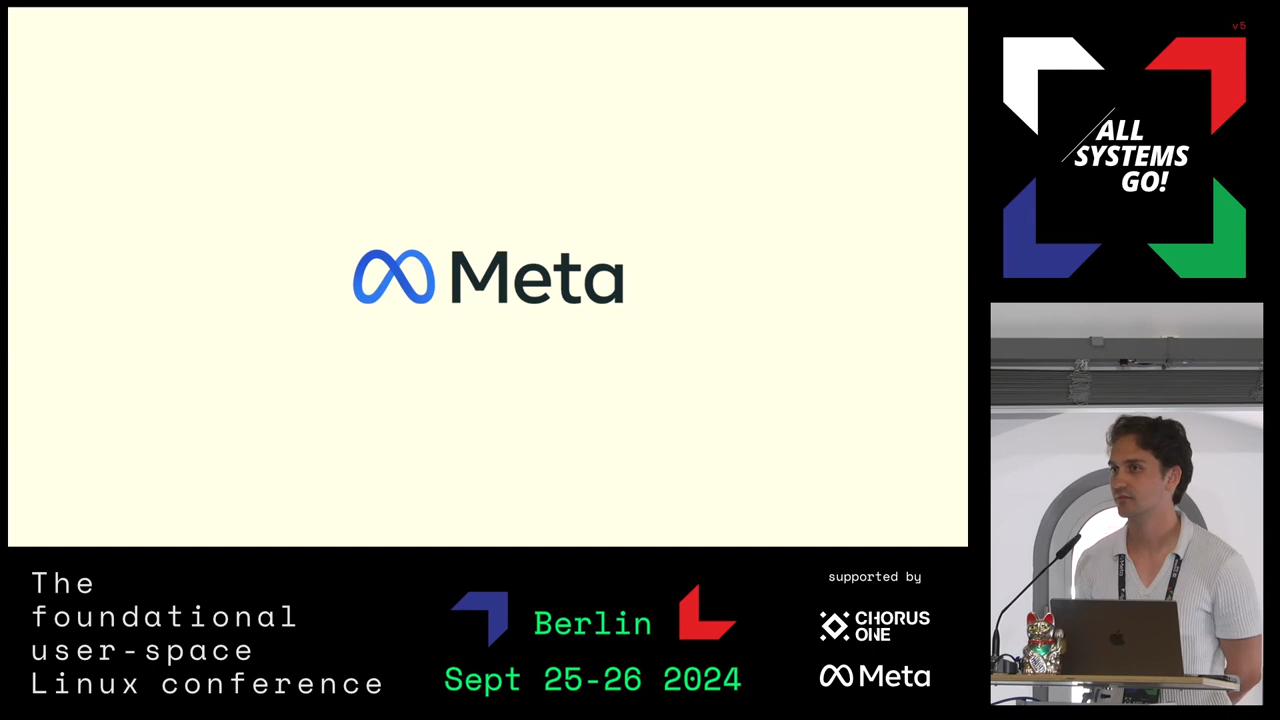 Meta
v5
ALL
SYSTEMS
GO!
The
foundational
user-space
Linux conference
Berlin
Sept 25-26 2024
supported by
CHORUS
ONE
Meta